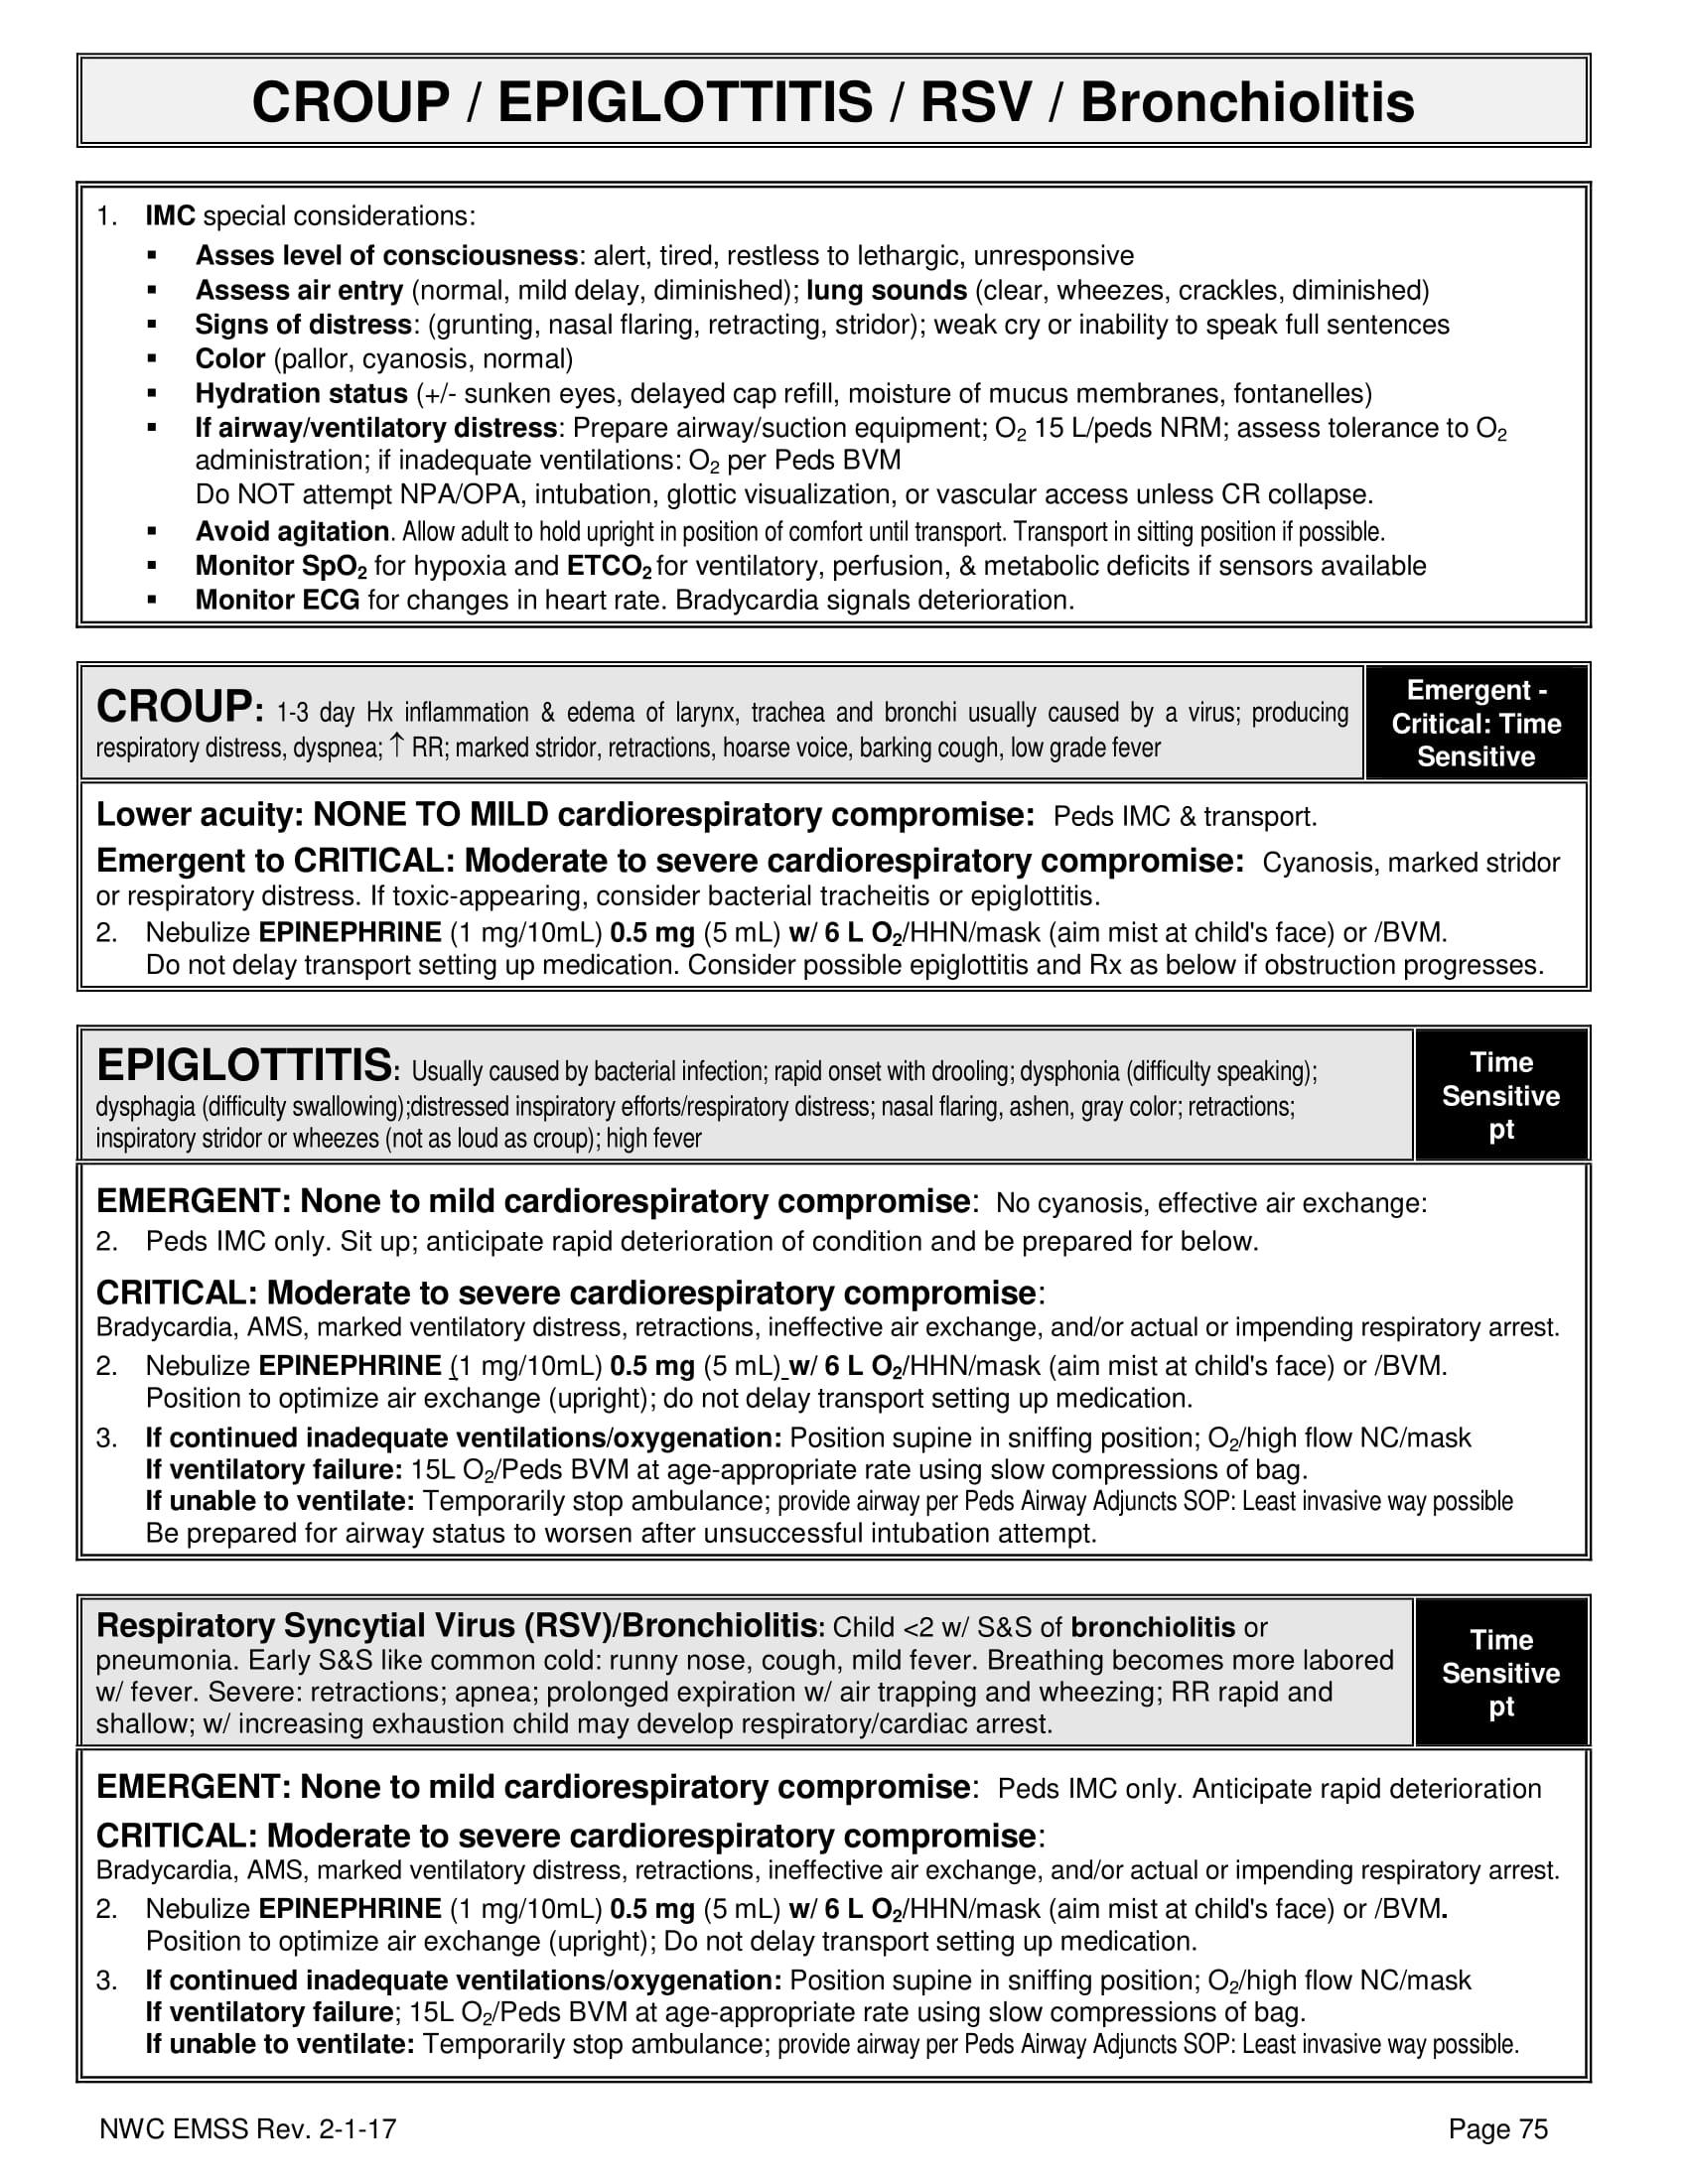 CROUP / EPIGLOTTITIS / RSV / Bronchiolitis
1. IMC special considerations:
▪ Asses level of consciousness: alert, tired, restless to lethargic, unresponsive
▪ Assess air entry (normal, mild delay, diminished); lung sounds (clear, wheezes, crackles, diminished)
▪ Signs of distress: (grunting, nasal flaring, retracting, stridor); weak cry or inability to speak full sentences
▪ Color (pallor, cyanosis, normal)
▪ Hydration status (+/- sunken eyes, delayed cap refill, moisture of mucus membranes, fontanelles)
▪ If airway/ventilatory distress: Prepare airway/suction equipment; O₂ 15 L/peds NRM; assess tolerance to O₂
administration; if inadequate ventilations: O₂ per Peds BVM
Do NOT attempt NPA/OPA, intubation, glottic visualization, or vascular access unless CR collapse.
▪ Avoid agitation. Allow adult to hold upright in position of comfort until transport. Transport in sitting position if possible.
▪ Monitor SpO₂ for hypoxia and ETCO₂ for ventilatory, perfusion, & metabolic deficits if sensors available
▪ Monitor ECG for changes in heart rate. Bradycardia signals deterioration.
CROUP: 1-3 day Hx inflammation & edema of larynx, trachea and bronchi usually caused by a virus; producing
respiratory distress, dyspnea; ↑ RR; marked stridor, retractions, hoarse voice, barking cough, low grade fever
Emergent -
Critical: Time
Sensitive
Lower acuity: NONE TO MILD cardiorespiratory compromise: Peds IMC & transport.
Emergent to CRITICAL: Moderate to severe cardiorespiratory compromise: Cyanosis, marked stridor
or respiratory distress. If toxic-appearing, consider bacterial tracheitis or epiglottitis.
2. Nebulize EPINEPHRINE (1 mg/10mL) 0.5 mg (5 mL) w/ 6 L O₂/HHN/mask (aim mist at child's face) or /BVM.
Do not delay transport setting up medication. Consider possible epiglottitis and Rx as below if obstruction progresses.
EPIGLOTTITIS: Usually caused by bacterial infection; rapid onset with drooling; dysphonia (difficulty speaking);
dysphagia (difficulty swallowing);distressed inspiratory efforts/respiratory distress; nasal flaring, ashen, gray color; retractions;
inspiratory stridor or wheezes (not as loud as croup); high fever
Time
Sensitive
pt
EMERGENT: None to mild cardiorespiratory compromise: No cyanosis, effective air exchange:
2. Peds IMC only. Sit up; anticipate rapid deterioration of condition and be prepared for below.
CRITICAL: Moderate to severe cardiorespiratory compromise:
Bradycardia, AMS, marked ventilatory distress, retractions, ineffective air exchange, and/or actual or impending respiratory arrest.
2. Nebulize EPINEPHRINE (1 mg/10mL) 0.5 mg (5 mL) w/ 6 L O₂/HHN/mask (aim mist at child's face) or /BVM.
Position to optimize air exchange (upright); do not delay transport setting up medication.
3. If continued inadequate ventilations/oxygenation: Position supine in sniffing position; O₂/high flow NC/mask
If ventilatory failure: 15L O₂/Peds BVM at age-appropriate rate using slow compressions of bag.
If unable to ventilate: Temporarily stop ambulance; provide airway per Peds Airway Adjuncts SOP: Least invasive way possible
Be prepared for airway status to worsen after unsuccessful intubation attempt.
Respiratory Syncytial Virus (RSV)/Bronchiolitis: Child <2 w/ S&S of bronchiolitis or
pneumonia. Early S&S like common cold: runny nose, cough, mild fever. Breathing becomes more labored
w/ fever. Severe: retractions; apnea; prolonged expiration w/ air trapping and wheezing; RR rapid and
shallow; w/ increasing exhaustion child may develop respiratory/cardiac arrest.
Time
Sensitive
pt
EMERGENT: None to mild cardiorespiratory compromise: Peds IMC only. Anticipate rapid deterioration
CRITICAL: Moderate to severe cardiorespiratory compromise:
Bradycardia, AMS, marked ventilatory distress, retractions, ineffective air exchange, and/or actual or impending respiratory arrest.
2. Nebulize EPINEPHRINE (1 mg/10mL) 0.5 mg (5 mL) w/ 6 L O₂/HHN/mask (aim mist at child's face) or /BVM.
Position to optimize air exchange (upright); Do not delay transport setting up medication.
3. If continued inadequate ventilations/oxygenation: Position supine in sniffing position; O₂/high flow NC/mask
If ventilatory failure; 15L O₂/Peds BVM at age-appropriate rate using slow compressions of bag.
If unable to ventilate: Temporarily stop ambulance; provide airway per Peds Airway Adjuncts SOP: Least invasive way possible.
NWC EMSS Rev. 2-1-17
Page 75